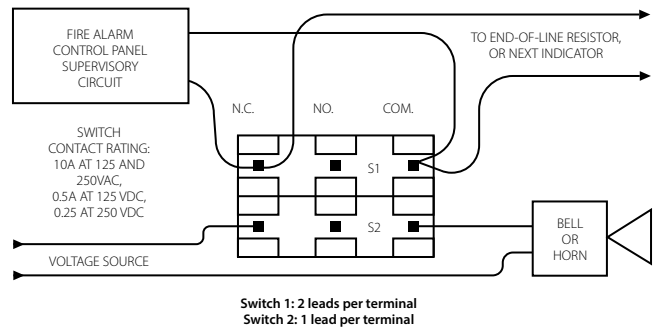 FIRE ALARM
CONTROL PANEL
SUPERVISORY
CIRCUIT
TO END-OF-LINE RESISTOR,
OR NEXT INDICATOR
N.C.
NO.
COM.
SWITCH
CONTACT RATING:
10A AT 125 AND
250VAC,
0.5A AT 125 VDC,
0.25 AT 250 VDC
S1
S2
BELL
OR
HORN
VOLTAGE SOURCE
Switch 1: 2 leads per terminal
Switch 2: 1 lead per terminal